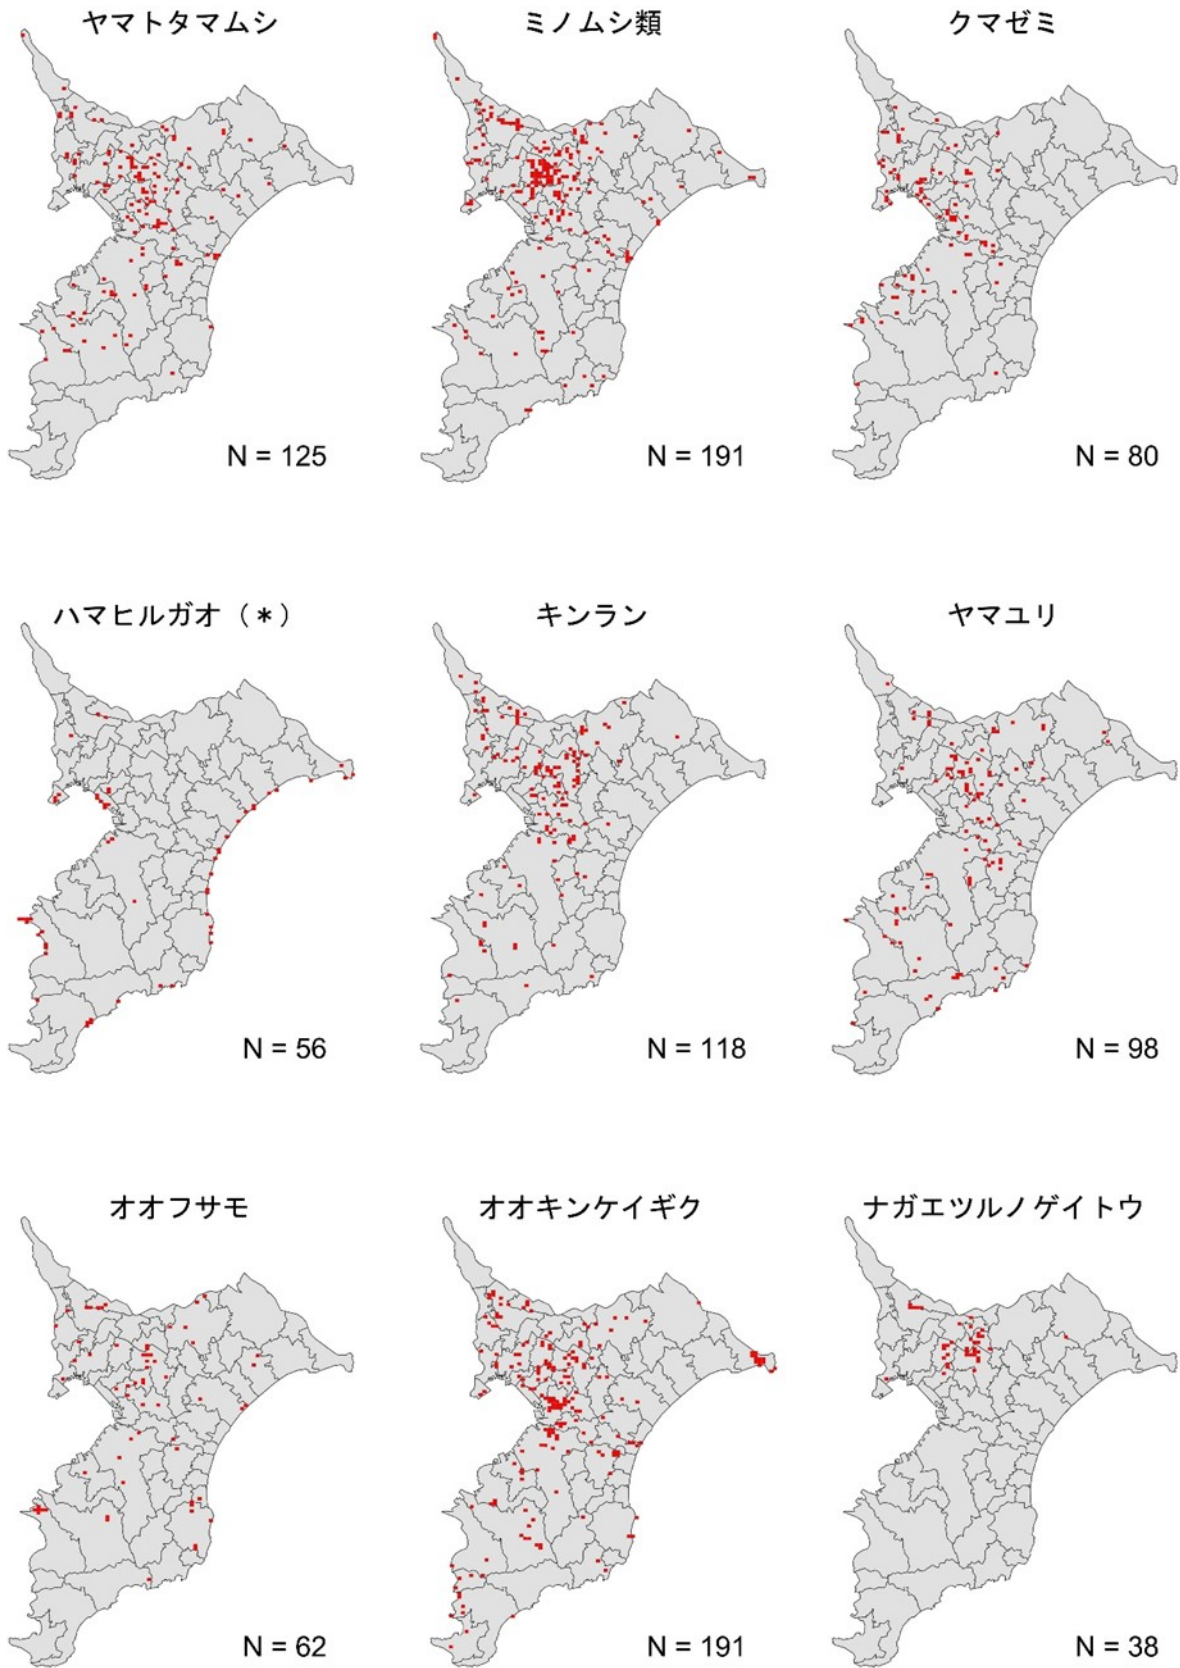 ヤマトタマムシ
ミノムシ類
クマゼミ
N = 125
N = 191
N = 80
ハマヒルガオ（*）
キンラン
ヤマユリ
N = 56
N = 118
N = 98
オオフサモ
オオキンケイギク
ナガエツルノゲイトウ
N = 62
N = 191
N = 38